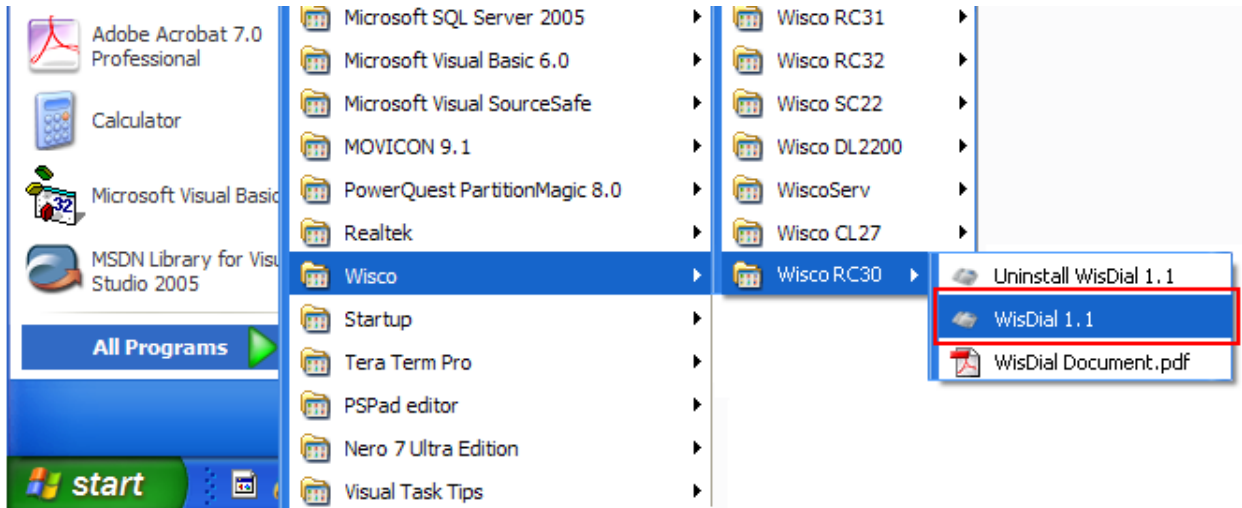 Adobe Acrobat 7.0
Professional
Calculator
Microsoft Visual Basic
MSDN Library for Visu
Studio 2005
All Programs
start
Microsoft SQL Server 2005
Microsoft Visual Basic 6.0
Microsoft Visual SourceSafe
MOVICON 9.1
PowerQuest PartitionMagic 8.0
Realtek
Wisco
Startup
Tera Term Pro
PSPad editor
Nero 7 Ultra Edition
Visual Task Tips
Wisco RC31
Wisco RC32
Wisco SC22
Wisco DL2200
WiscoServ
Wisco CL27
Wisco RC30
Uninstall WisDial 1.1
WisDial 1.1
WisDial Document.pdf